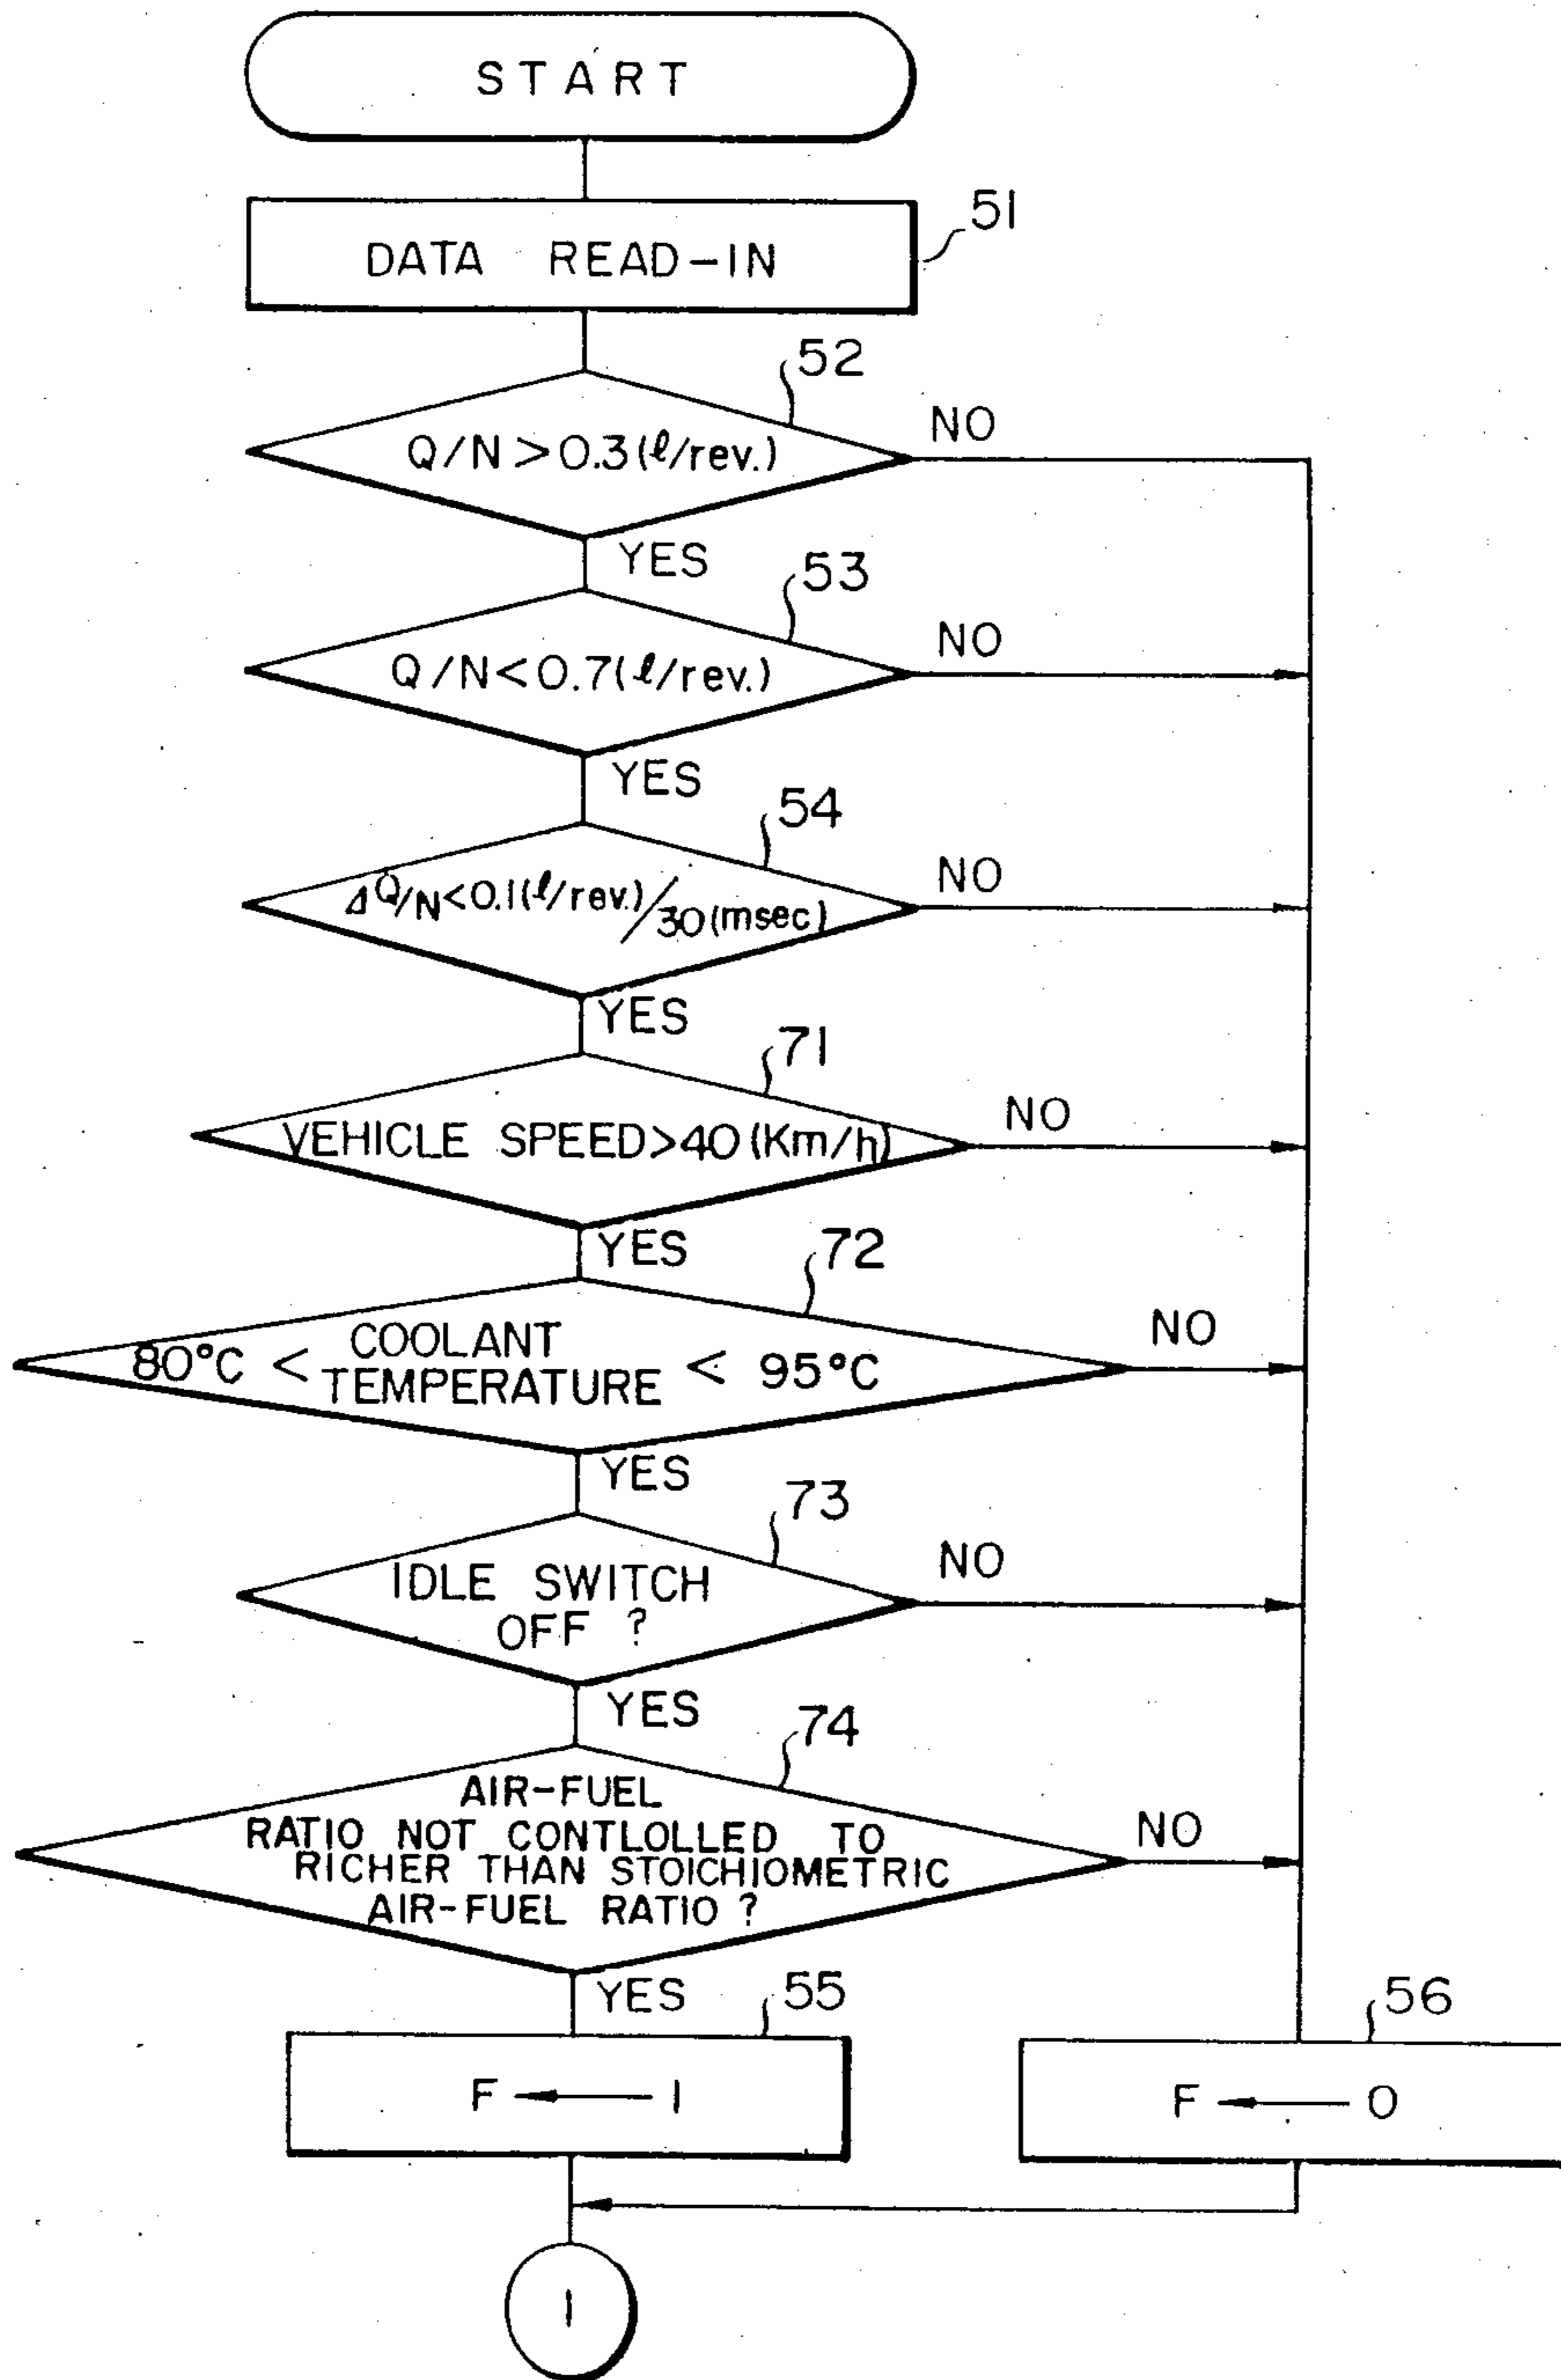 START
DATA READ-IN
51
52
Q/N>0.3(ℓ/rev.)
NO
YES
53
Q/N<0.7(ℓ/rev.)
NO
YES
54
ΔQ/N<0.1(ℓ/rev.)/30(msec)
NO
YES
71
VEHICLE SPEED>40(Km/h)
NO
YES
72
80°C < COOLANT TEMPERATURE < 95°C
NO
YES
73
IDLE SWITCH
OFF ?
NO
YES
74
AIR-FUEL
RATIO NOT CONTLOLLED TO
RICHER THAN STOICHIOMETRIC
AIR-FUEL RATIO ?
NO
YES
55
F ← 1
56
F ← 0
1